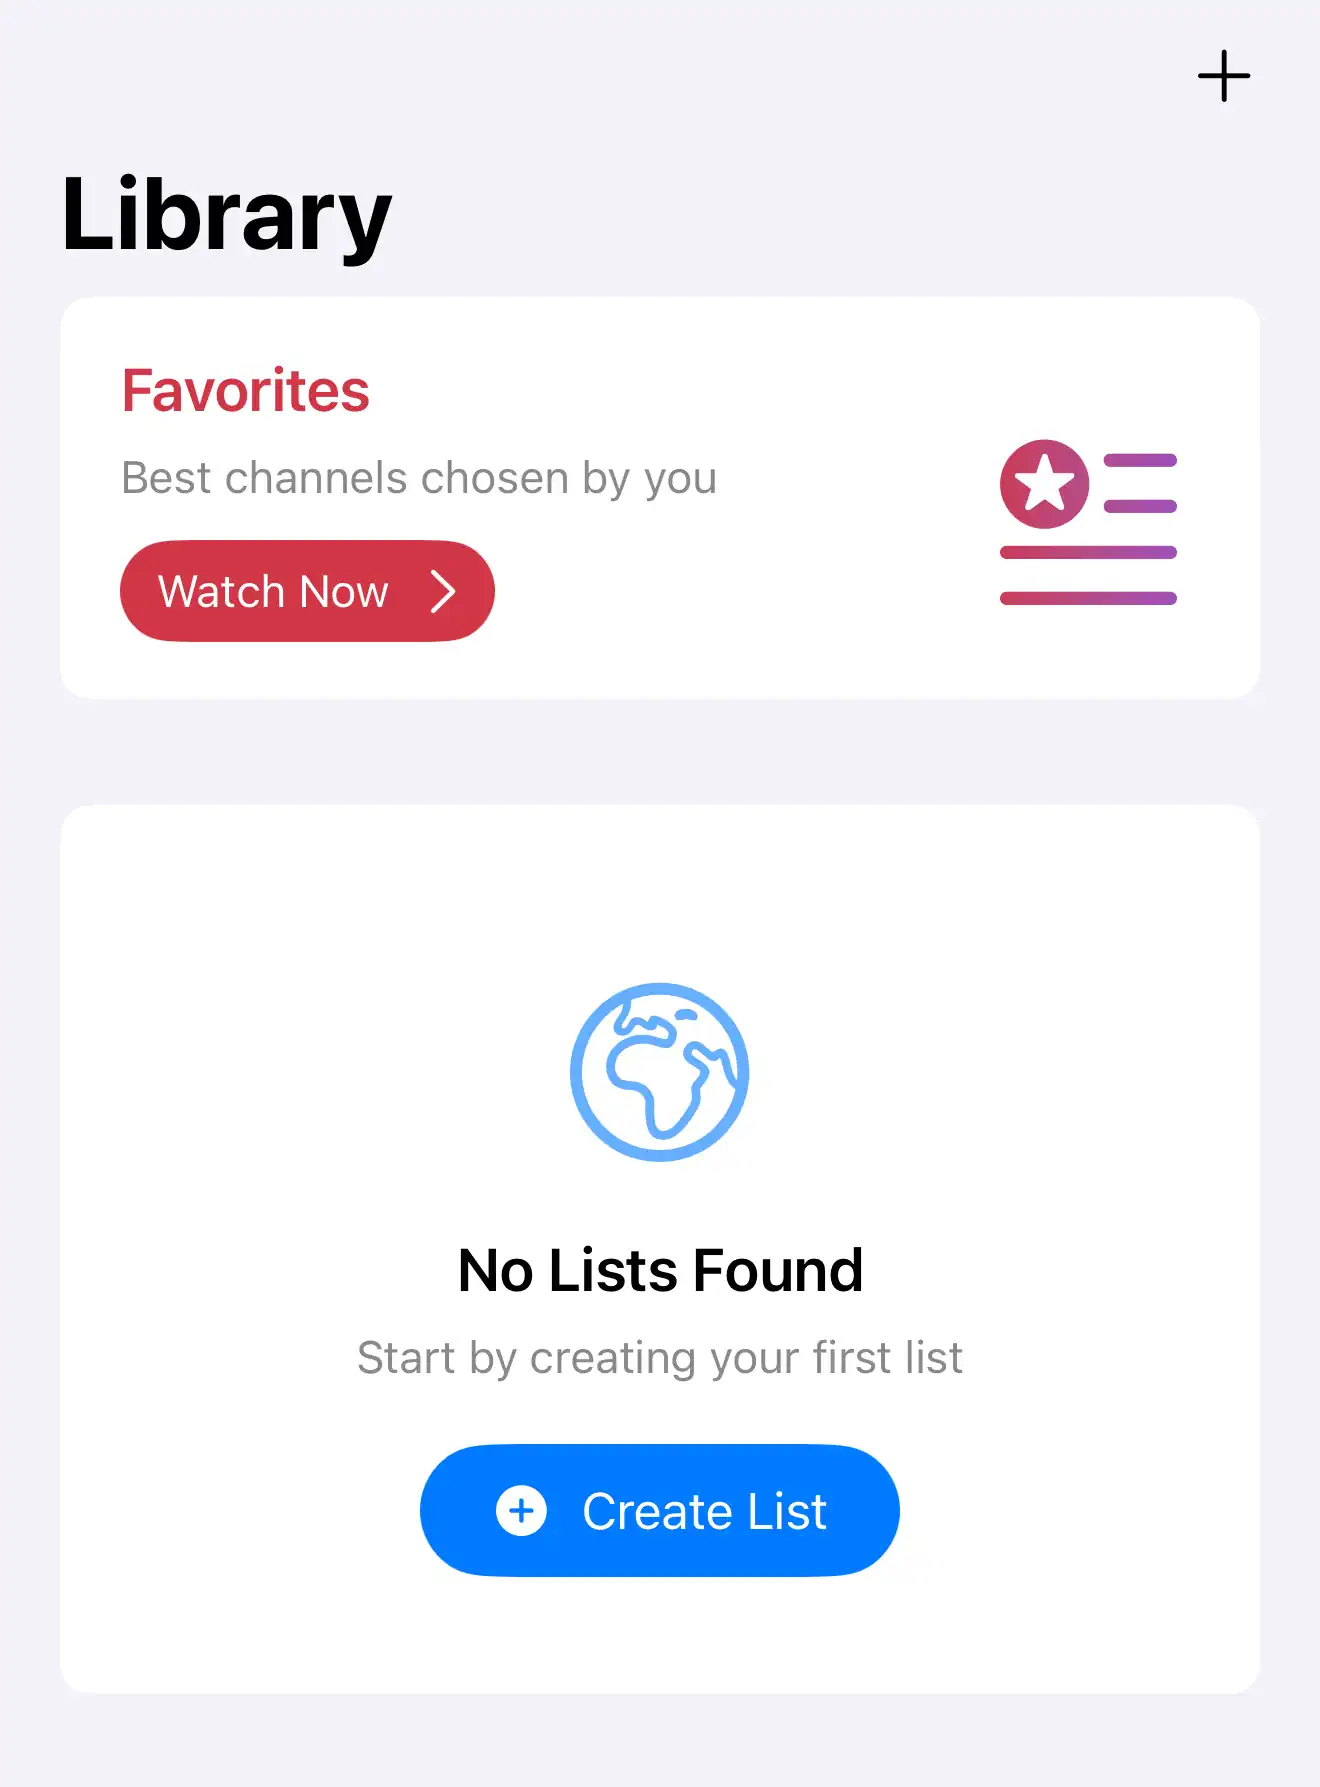 Library
Favorites
Best channels chosen by you
Watch Now
No Lists Found
Start by creating your first list
Create List